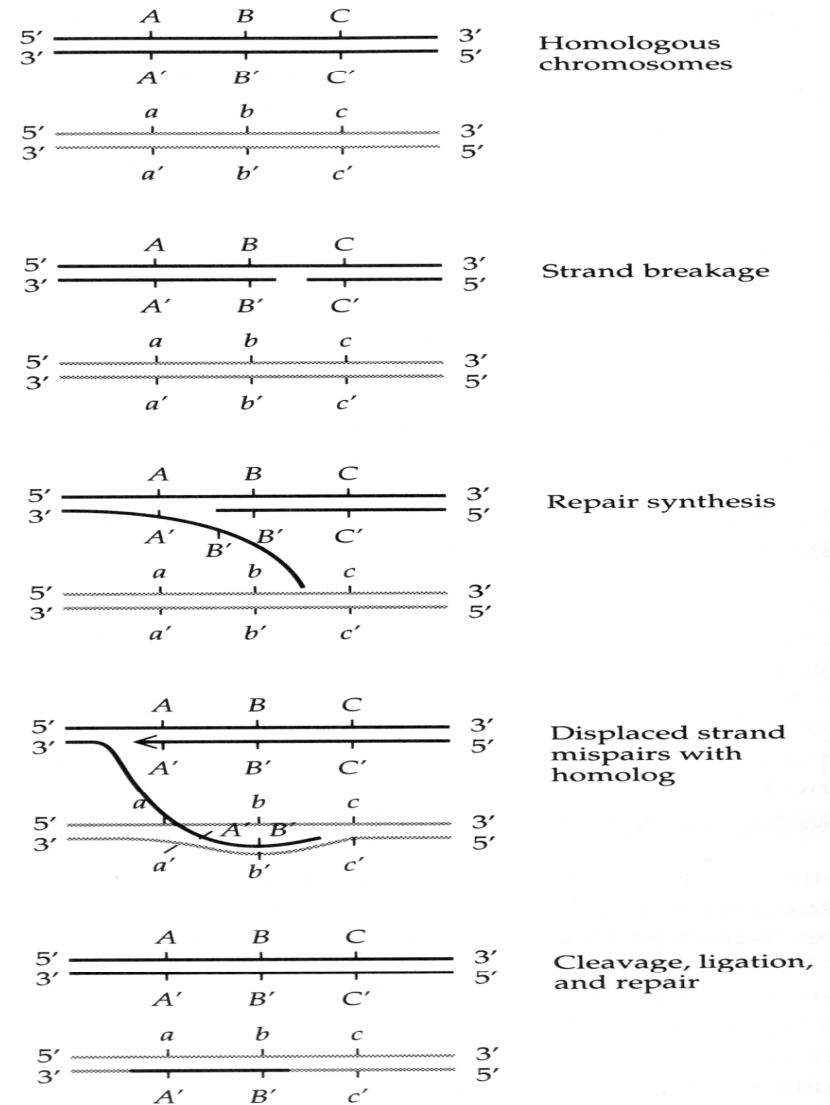 A B C
5′ 3′
3′ 5′
A′ B′ C′
Homologous
chromosomes
a b c
5′ 3′
3′ 5′
a′ b′ c′
A B C
5′ 3′
3′ 5′
A′ B′ C′
Strand breakage
a b c
5′ 3′
3′ 5′
a′ b′ c′
A B C
5′ 3′
3′ 5′
A′ B′ C′
B′
Repair synthesis
a b c
5′ 3′
3′ 5′
a′ b′ c′
A B C
5′ 3′
3′ 5′
A′ B′ C′
Displaced strand
mispairs with
homolog
a b c
5′ A′ B′ 3′
3′ 5′
a′ b′ c′
A B C
5′ 3′
3′ 5′
A′ B′ C′
Cleavage, ligation,
and repair
a b c
5′ 3′
3′ 5′
A′ B′ c′